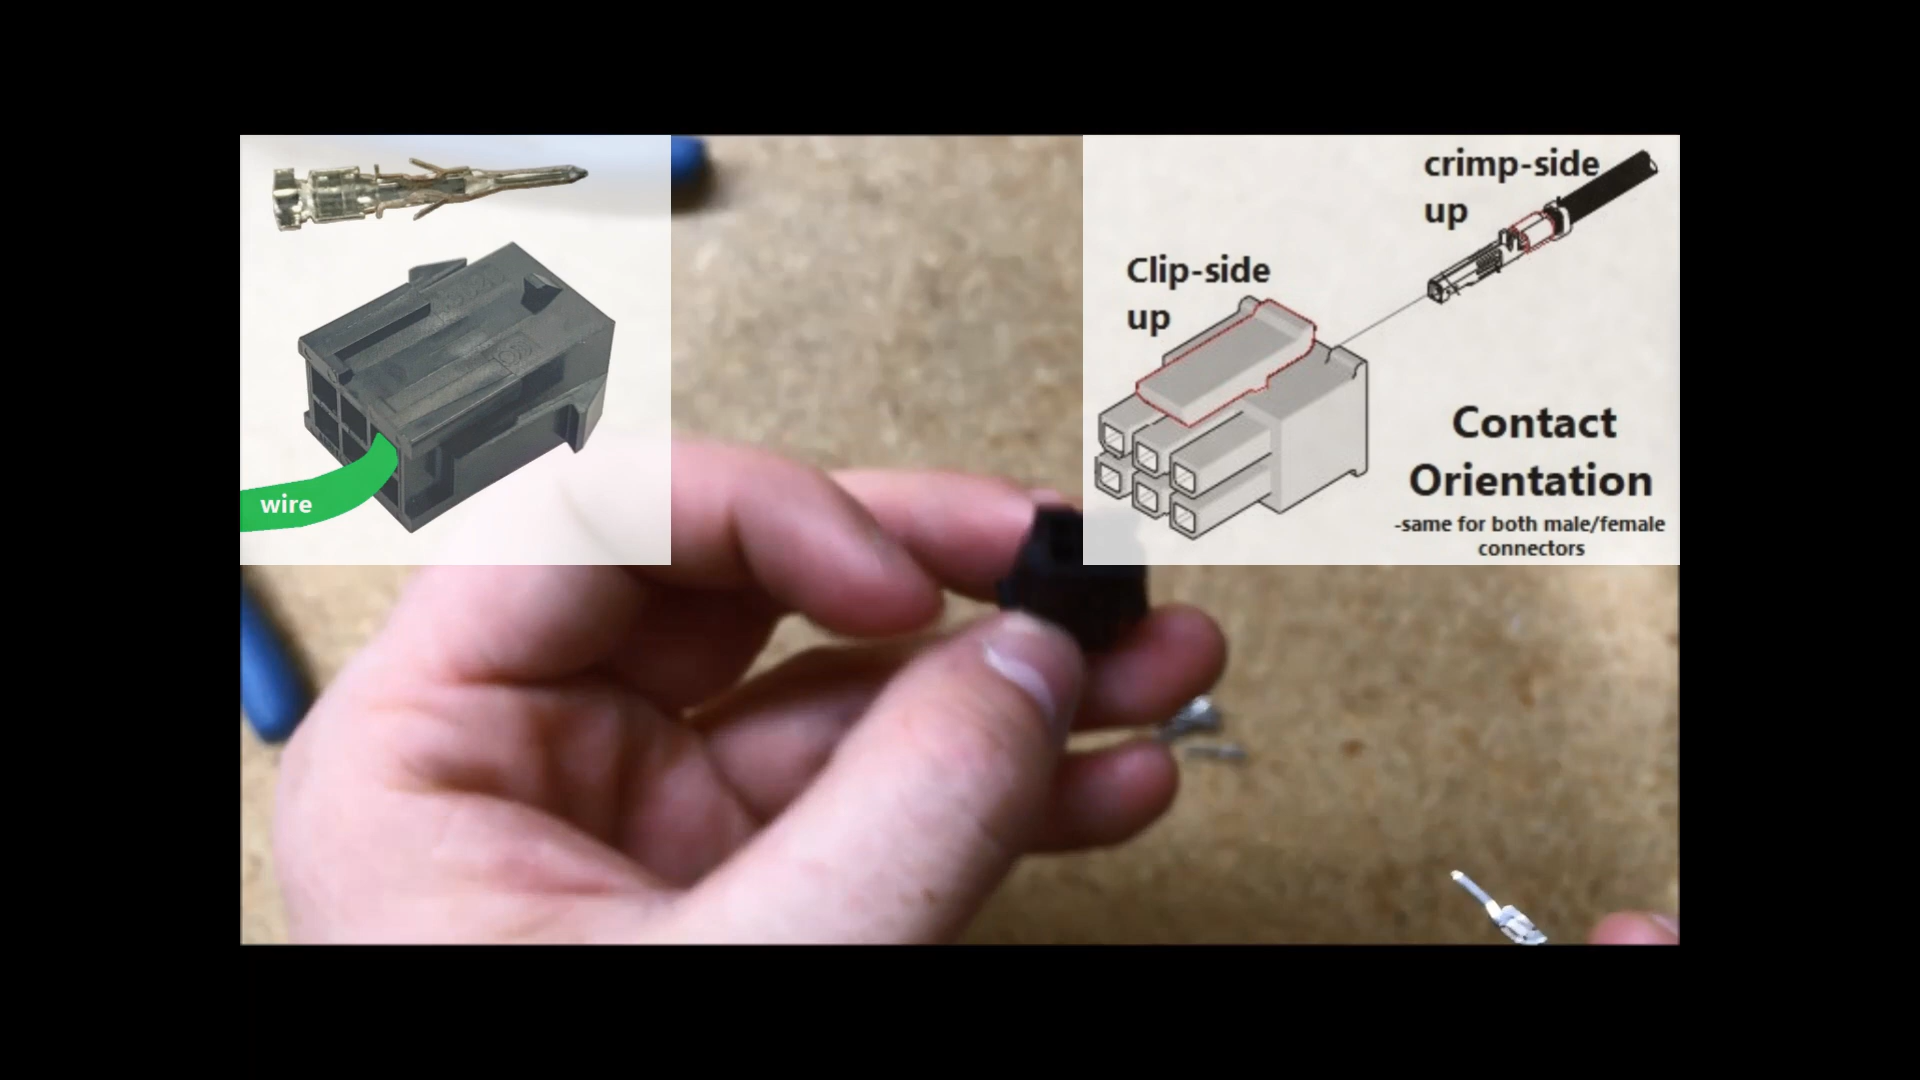 wire
crimp-side
up
Clip-side
up
Contact
Orientation
-same for both male/female
connectors